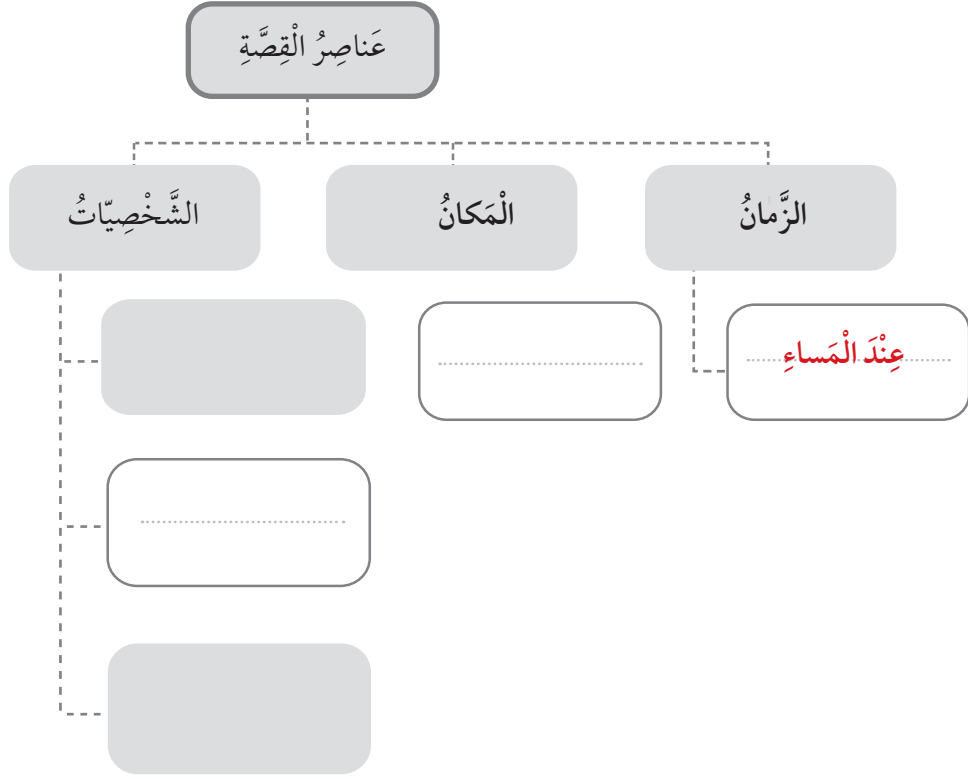 عَناصِرُ الْقِصَّةِ
الزَّمانُ
الْمَكانُ
الشَّخْصِيّاتُ
عِنْدَ الْمَساءِ